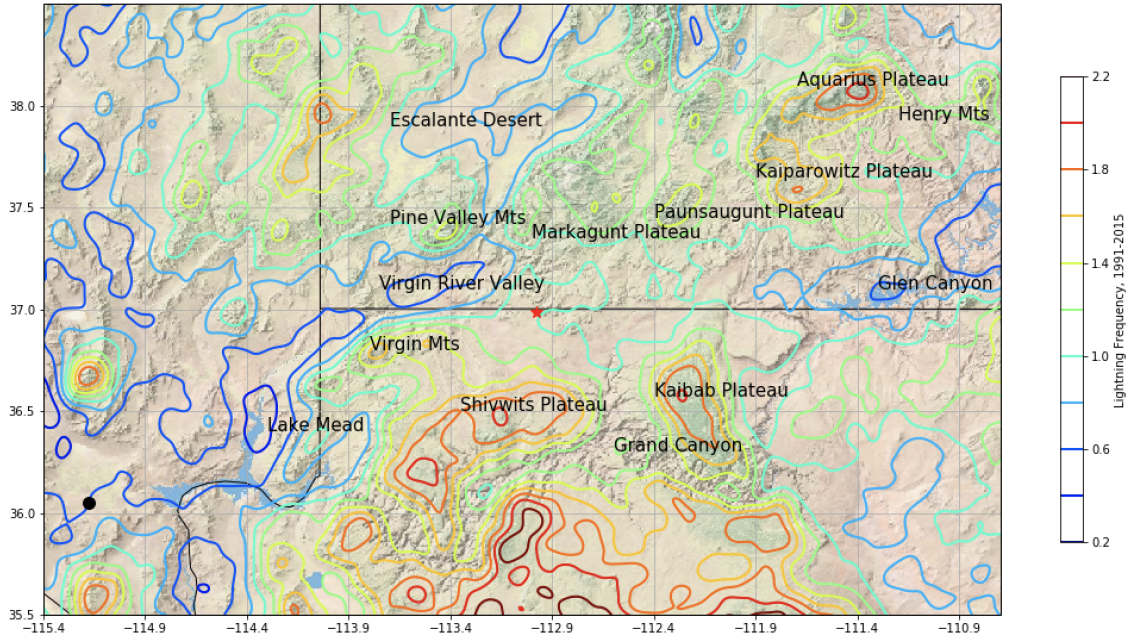 Aquarius Plateau
Henry Mts
Escalante Desert
Kaiparowitz Plateau
Pine Valley Mts
Paunsaugunt Plateau
Markagunt Plateau
Virgin River Valley
Glen Canyon
Virgin Mts
Kaibab Plateau
Shivwits Plateau
Lake Mead
Grand Canyon
38.0
37.5
37.0
36.5
36.0
35.5
−115.4 −114.9 −114.4 −113.9 −113.4 −112.9 −112.4 −111.9 −111.4 −110.9
2.2
1.8
1.4
1.0
0.6
0.2
Lightning Frequency, 1991-2015